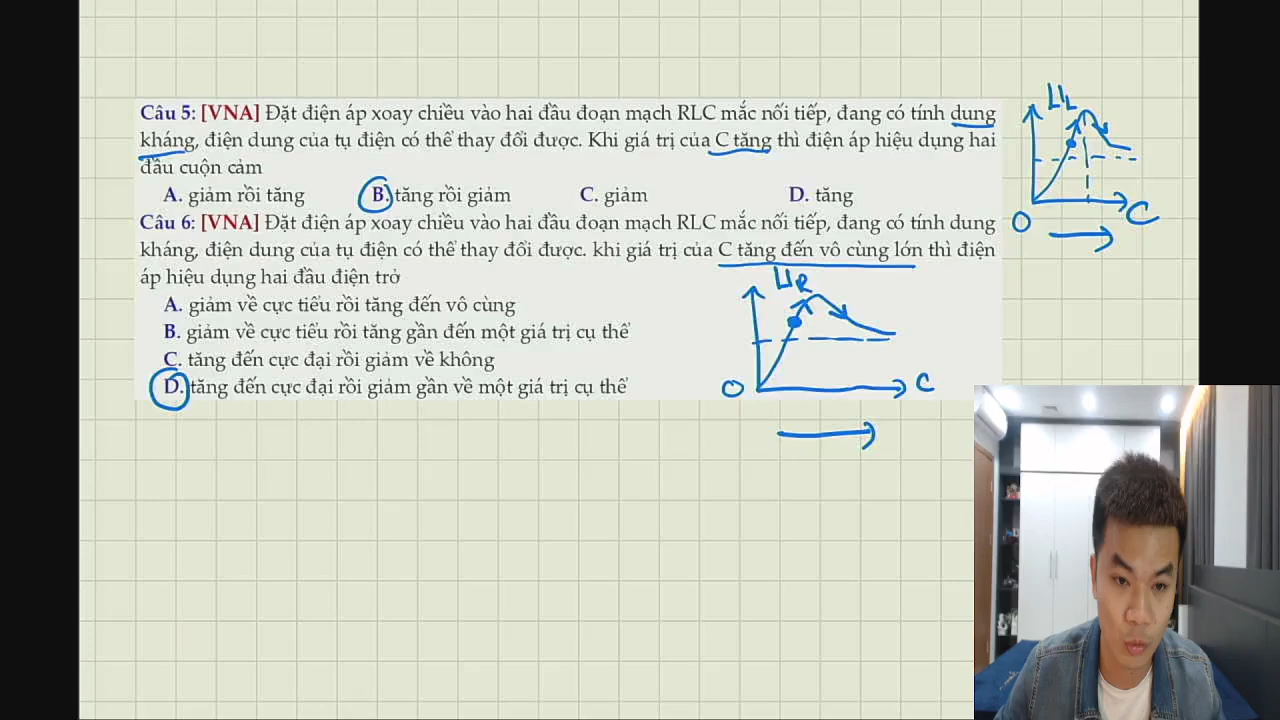 Câu 5: [VNA] Đặt điện áp xoay chiều vào hai đầu đoạn mạch RLC mắc nối tiếp, đang có tính dung
kháng, điện dung của tụ điện có thể thay đổi được. Khi giá trị của C tăng thì điện áp hiệu dụng hai
đầu cuộn cảm
A. giảm rồi tăng B. tăng rồi giảm C. giảm D. tăng
Câu 6: [VNA] Đặt điện áp xoay chiều vào hai đầu đoạn mạch RLC mắc nối tiếp, đang có tính dung
kháng, điện dung của tụ điện có thể thay đổi được. khi giá trị của C tăng đến vô cùng lớn thì điện
áp hiệu dụng hai đầu điện trở
A. giảm về cực tiểu rồi tăng đến vô cùng
B. giảm về cực tiểu rồi tăng gần đến một giá trị cụ thể
C. tăng đến cực đại rồi giảm về không
D. tăng đến cực đại rồi giảm gần về một giá trị cụ thể
U_L
O C
U_R
O C